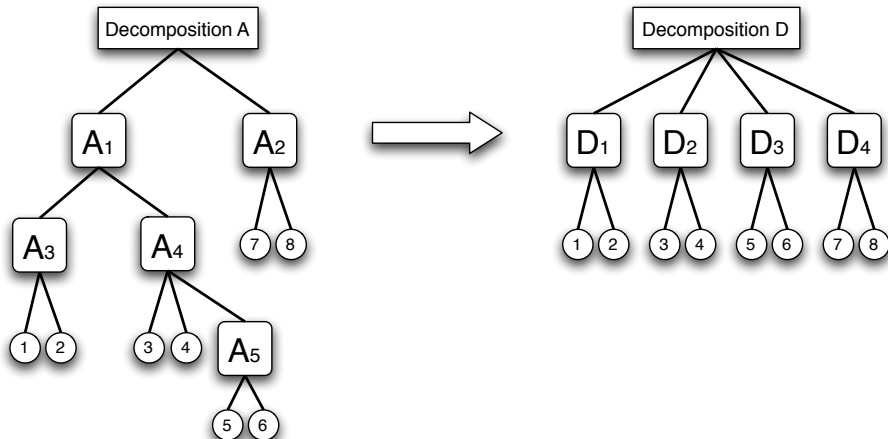 Decomposition A
Decomposition D
A1 A2
D1 D2 D3 D4
A3 A4
7 8
1 2 3 4 5 6 7 8
1 2 3 4
A5
5 6